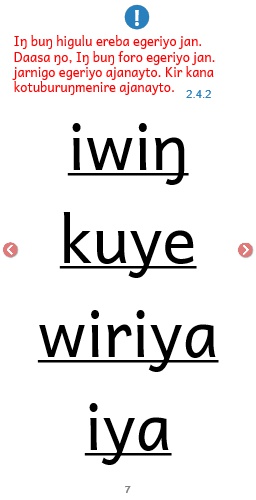 !
Iŋ buŋ higulu ereba egeriyo jan.
Daasa ŋo, Iŋ buŋ foro egeriyo jan.
jarnigo egeriyo ajanayto. Kir kana
kotuburuŋmenire ajanayto.
2.4.2
iwiŋ
kuye
wiriya
iya
7